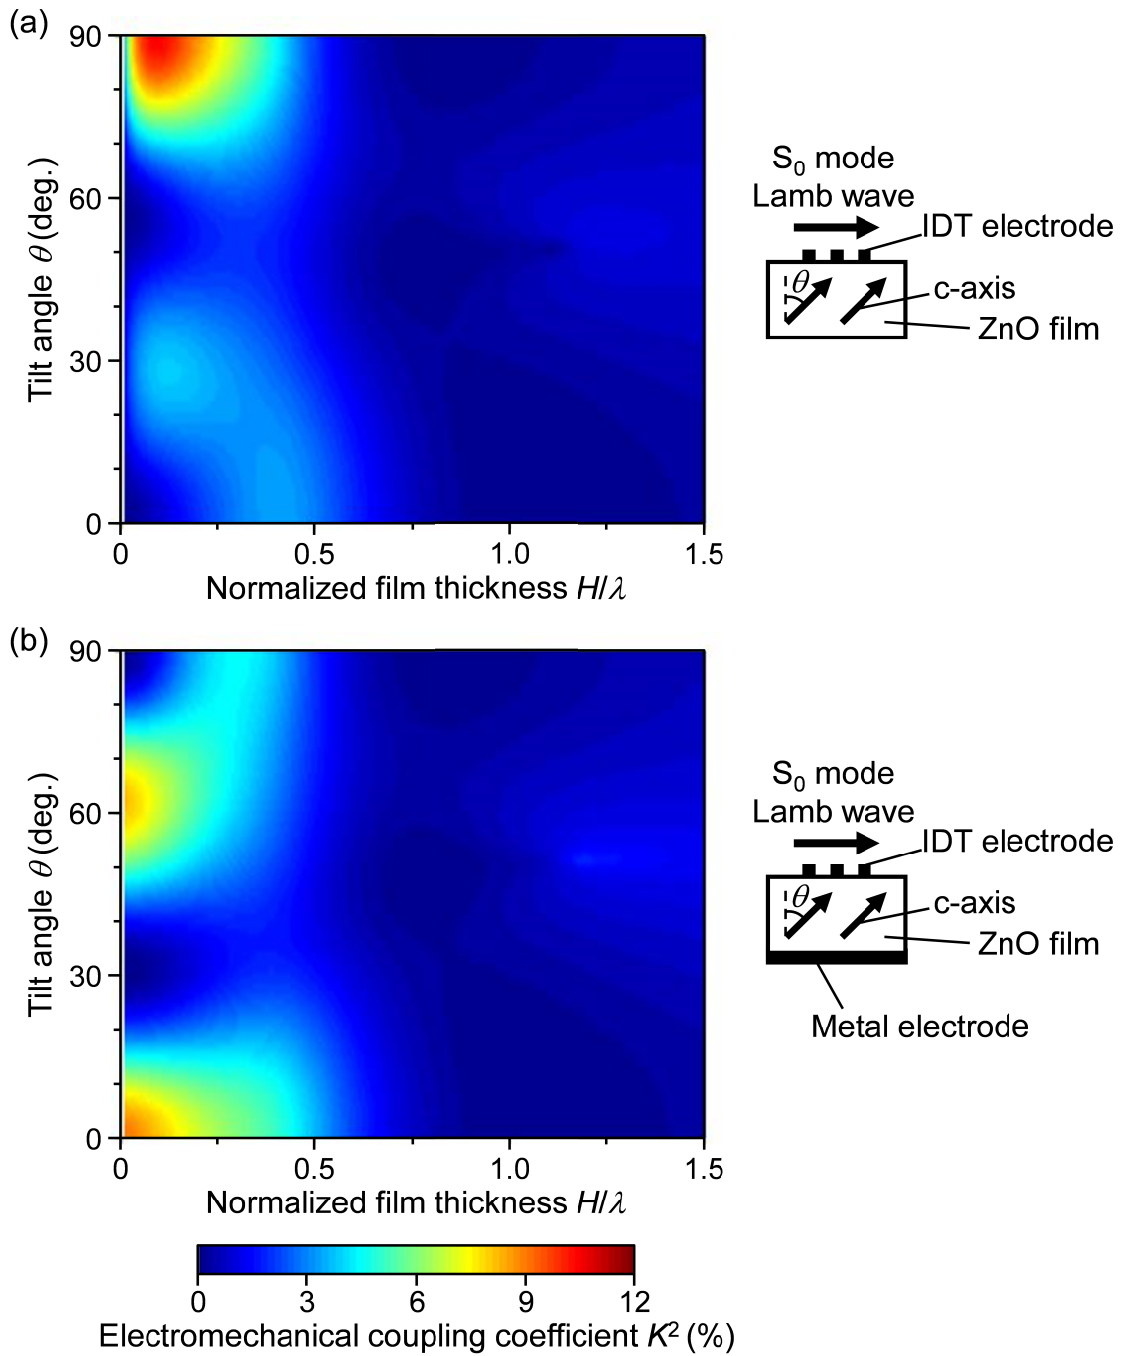 (a)
90
60
30
0
Tilt angle θ (deg.)
0 0.5 1.0 1.5
Normalized film thickness H/λ
S₀ mode
Lamb wave
IDT electrode
θ
c-axis
ZnO film
(b)
90
60
30
0
Tilt angle θ (deg.)
0 0.5 1.0 1.5
Normalized film thickness H/λ
S₀ mode
Lamb wave
IDT electrode
θ
c-axis
ZnO film
Metal electrode
0 3 6 9 12
Electromechanical coupling coefficient K² (%)